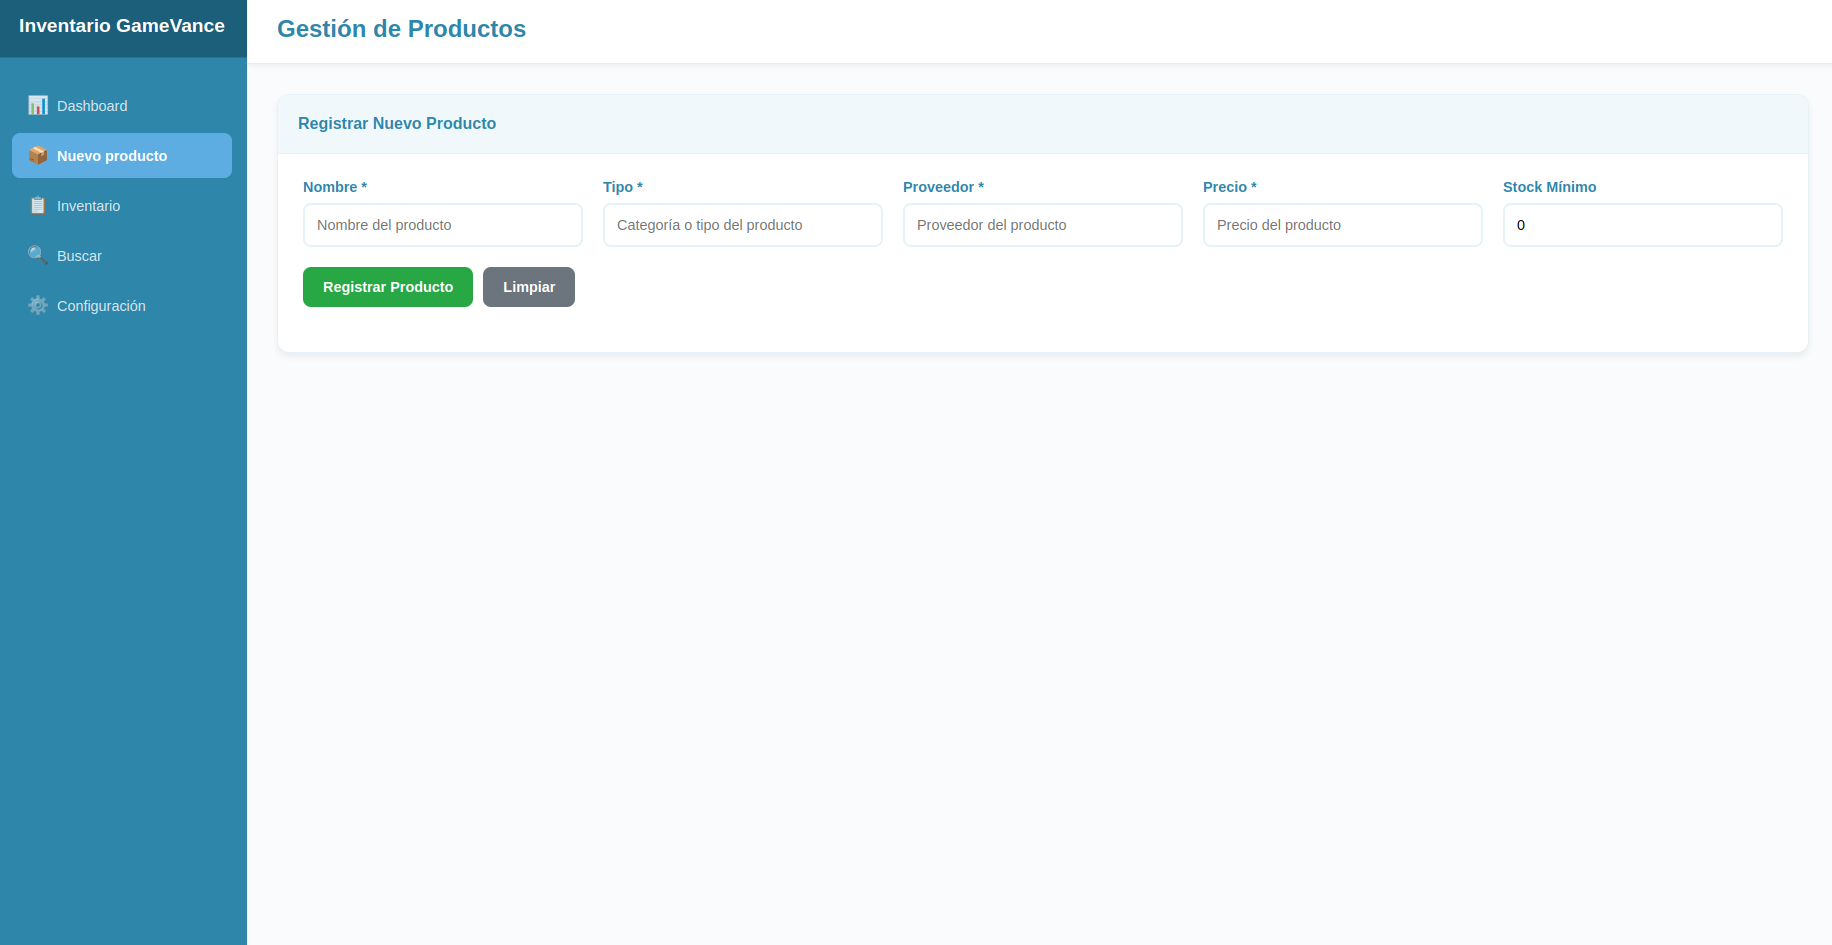 Inventario GameVance
Gestión de Productos
Dashboard
Nuevo producto
Inventario
Buscar
Configuración
Registrar Nuevo Producto
Nombre * Tipo * Proveedor * Precio * Stock Mínimo
Nombre del producto Categoría o tipo del producto Proveedor del producto Precio del producto 0
Registrar Producto Limpiar